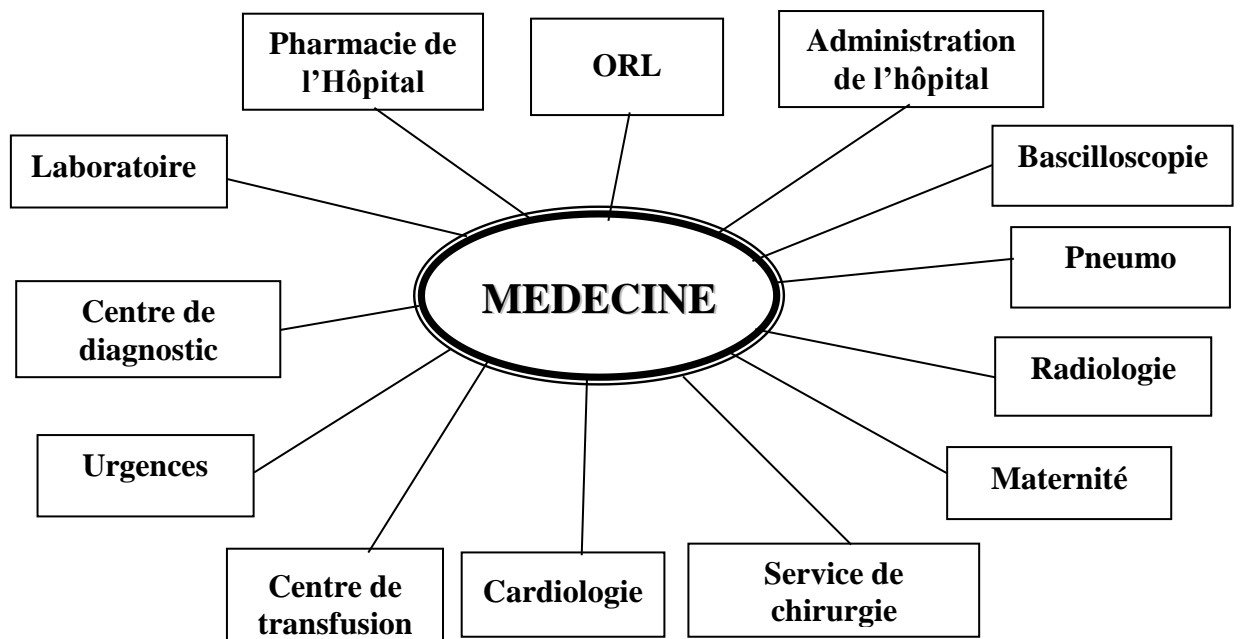 Pharmacie de
l’Hôpital
ORL
Administration
de l’hôpital
Laboratoire
Bascilloscopie
Pneumo
MEDECINE
Centre de
diagnostic
Radiologie
Urgences
Maternité
Centre de
transfusion
Cardiologie
Service de
chirurgie